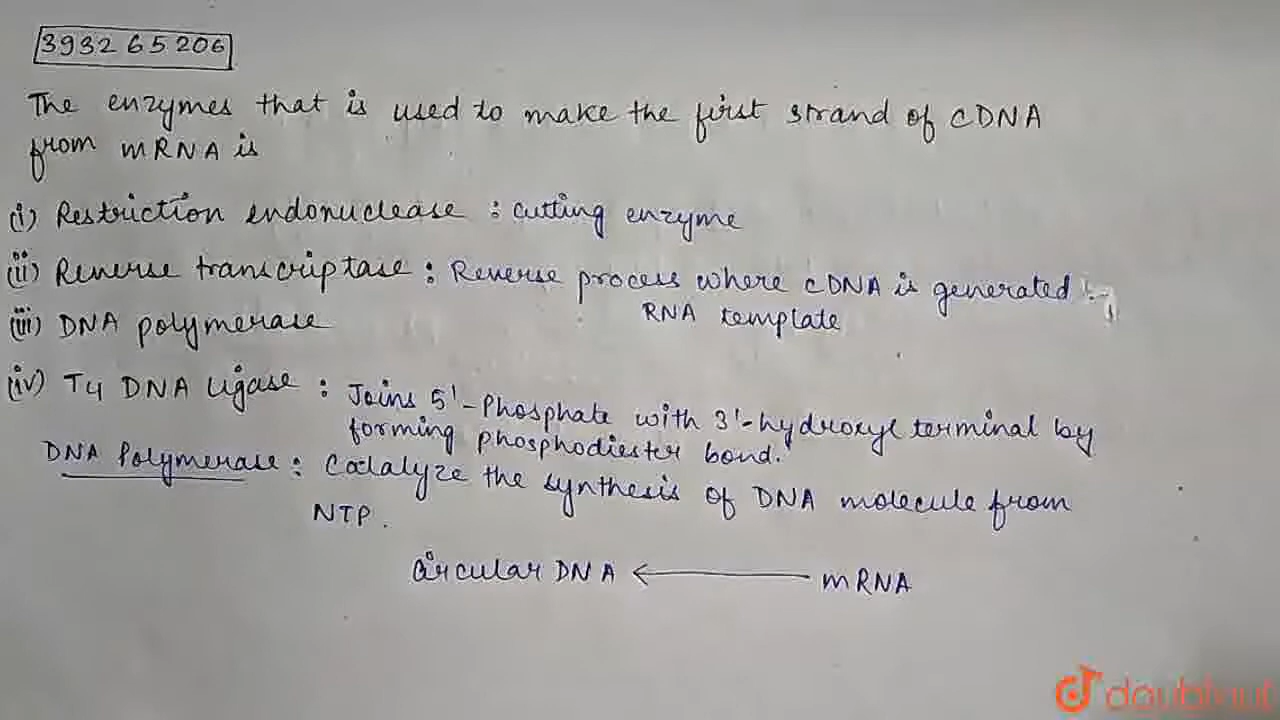 393265206
The enzymes that is used to make the first strand of CDNA
from mRNA is
(i) Restriction endonuclease : Cutting enzyme
(ii) Reverse transcriptase : Reverse process where CDNA is generated
RNA template
(iii) DNA polymerase
(iv) T4 DNA ligase : Joins 5'-Phosphate with 3'-hydroxyl terminal by
forming phosphodiester bond.
DNA Polymerase : Catalyze the synthesis of DNA molecule from
NTP.
Circular DNA ← mRNA
doubtnut